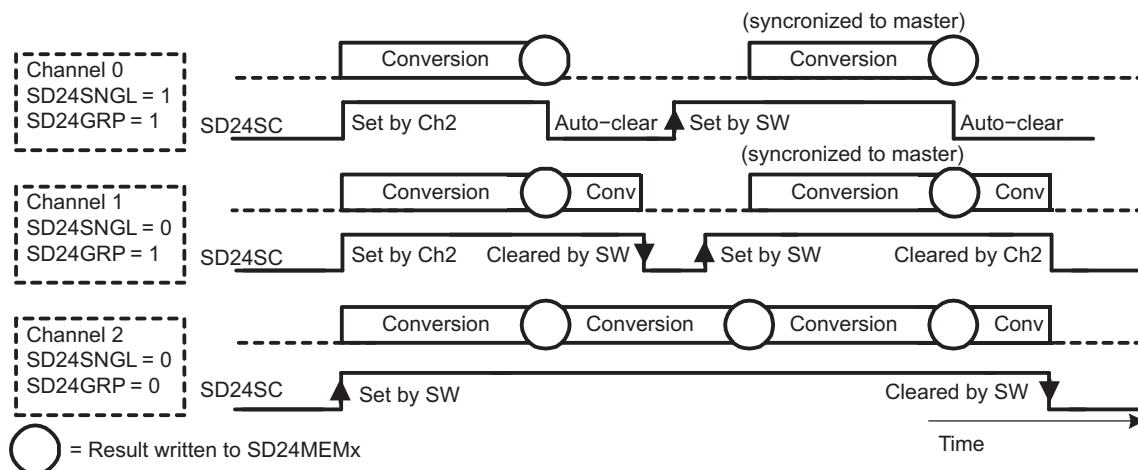 (syncronized to master)
Conversion Conversion
Channel 0
SD24SNGL = 1
SD24GRP = 1
SD24SC Set by Ch2 Auto−clear Set by SW Auto−clear
(syncronized to master)
Conversion Conv Conversion Conv
Channel 1
SD24SNGL = 0
SD24GRP = 1
SD24SC Set by Ch2 Cleared by SW Set by SW Cleared by Ch2
Conversion Conversion Conversion Conv
Channel 2
SD24SNGL = 0
SD24GRP = 0
SD24SC Set by SW Cleared by SW
= Result written to SD24MEMx
Time